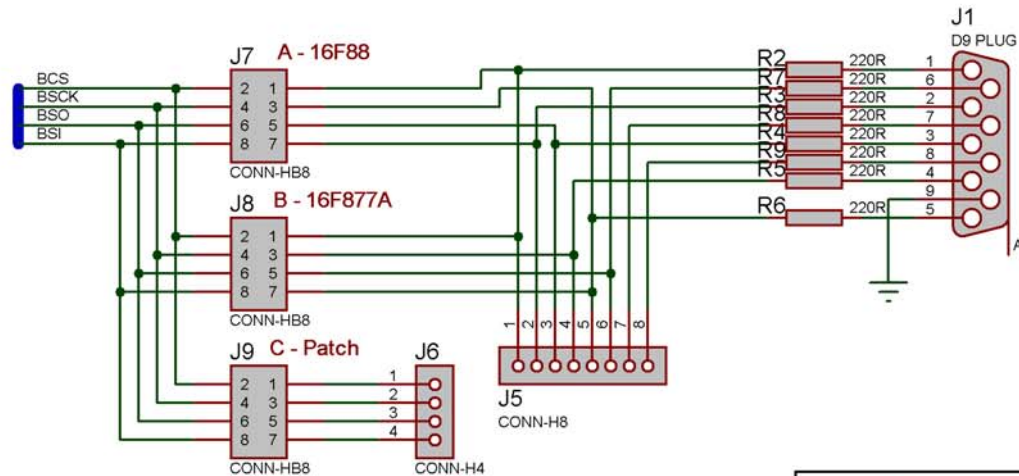 J1
D9 PLUG
J7 A - 16F88
BCS
BSCK
BSO
BSI
2 1
4 3
6 5
8 7
CONN-HB8
R2 220R 1
R7 6
R3 220R 2
R8 220R 7
R4 3
R9 220R 8
R5 220R 4
9
R6 220R 5
A
J8 B - 16F877A
2 1
4 3
6 5
8 7
CONN-HB8
1 2 3 4 5 6 7 8
J5
CONN-H8
J9 C - Patch
2 1
4 3
6 5
8 7
CONN-HB8
J6
1
2
3
4
CONN-H4